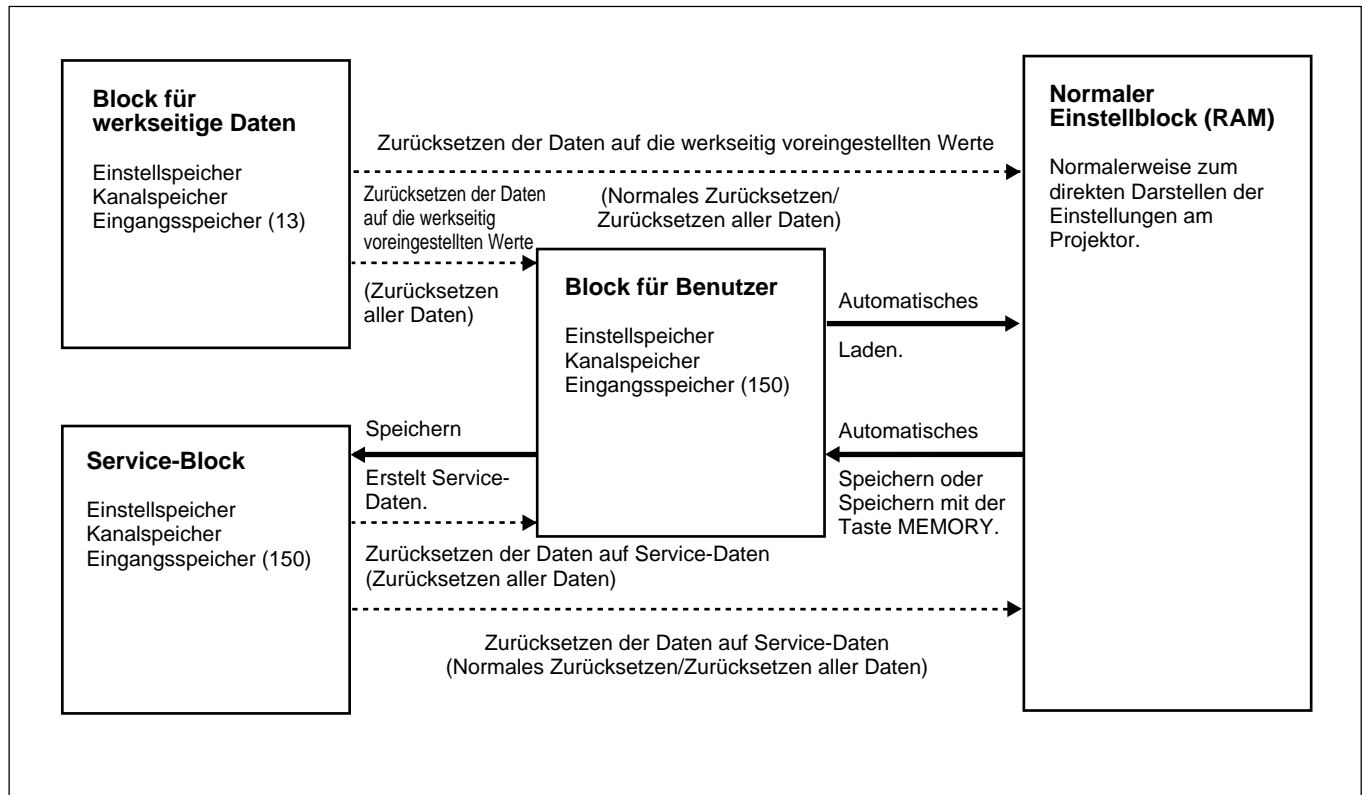 Block für
werkseitige Daten
Einstellspeicher
Kanalspeicher
Eingangsspeicher (13)
Zurücksetzen der Daten auf die werkseitig voreingestellten Werte
(Normales Zurücksetzen/
Zurücksetzen aller Daten)
Zurücksetzen der Daten
auf die werkseitig
voreingestellten Werte
(Zurücksetzen
aller Daten)
Normaler
Einstellblock (RAM)
Normalerweise zum
direkten Darstellen der
Einstellungen am
Projektor.
Block für Benutzer
Einstellspeicher
Kanalspeicher
Eingangsspeicher (150)
Automatisches
Laden.
Automatisches
Speichern oder
Speichern mit der
Taste MEMORY.
Service-Block
Einstellspeicher
Kanalspeicher
Eingangsspeicher (150)
Speichern
Erstelt Service-
Daten.
Zurücksetzen der Daten auf Service-Daten
(Zurücksetzen aller Daten)
Zurücksetzen der Daten auf Service-Daten
(Normales Zurücksetzen/Zurücksetzen aller Daten)